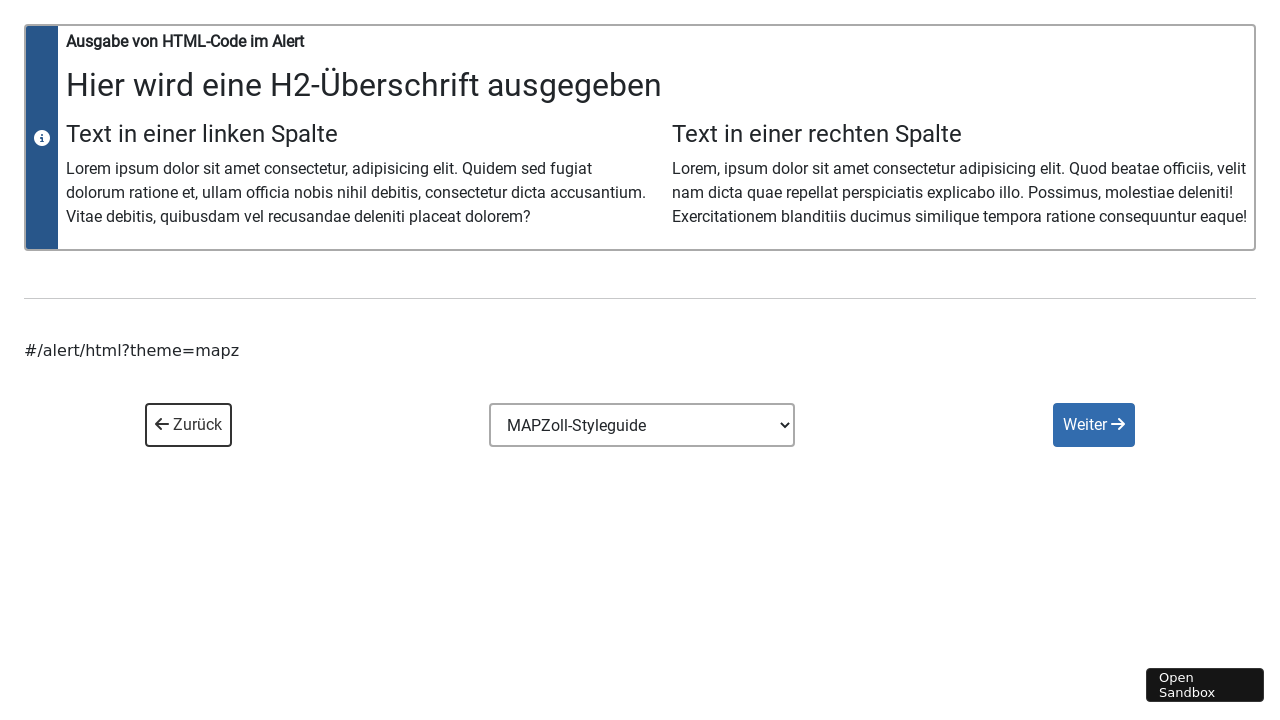 Ausgabe von HTML-Code im Alert
Hier wird eine H2-Überschrift ausgegeben
Text in einer linken Spalte
Lorem ipsum dolor sit amet consectetur, adipisicing elit. Quidem sed fugiat
dolorum ratione et, ullam officia nobis nihil debitis, consectetur dicta accusantium.
Vitae debitis, quibusdam vel recusandae deleniti placeat dolorem?
Text in einer rechten Spalte
Lorem, ipsum dolor sit amet consectetur adipisicing elit. Quod beatae officiis, velit
nam dicta quae repellat perspiciatis explicabo illo. Possimus, molestiae deleniti!
Exercitationem blanditiis ducimus similique tempora ratione consequuntur eaque!
#/alert/html?theme=mapz
Zurück
MAPZoll-Styleguide
Weiter
Open
Sandbox